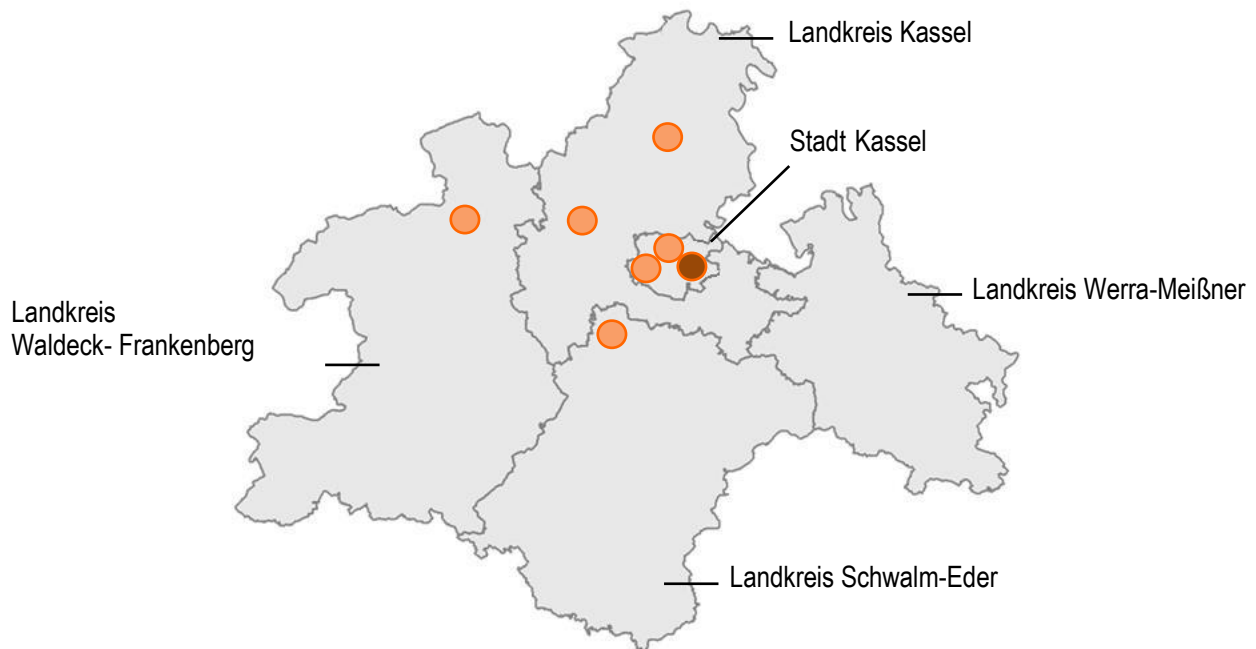 Landkreis Kassel
Stadt Kassel
Landkreis Werra-Meißner
Landkreis
Waldeck- Frankenberg
Landkreis Schwalm-Eder